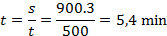 t = s/t = 900.3/500 = 5,4 min